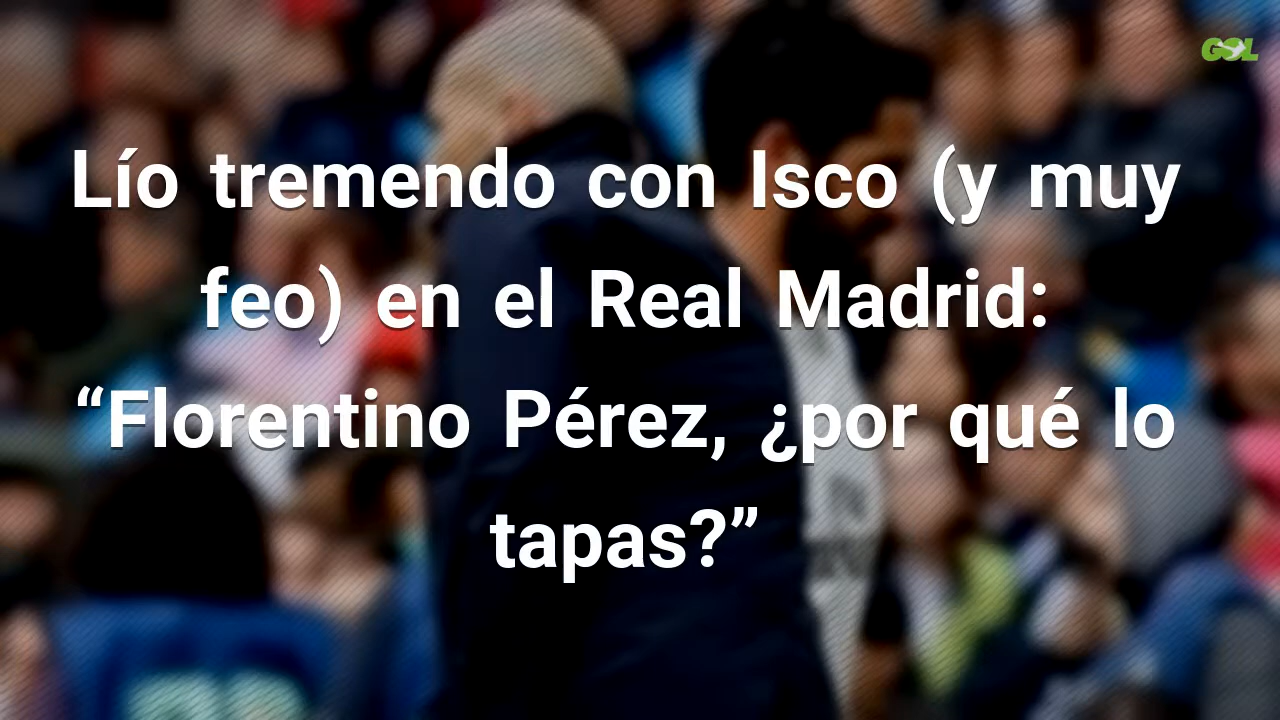 GOL
Lío tremendo con Isco (y muy
feo) en el Real Madrid:
“Florentino Pérez, ¿por qué lo
tapas?”